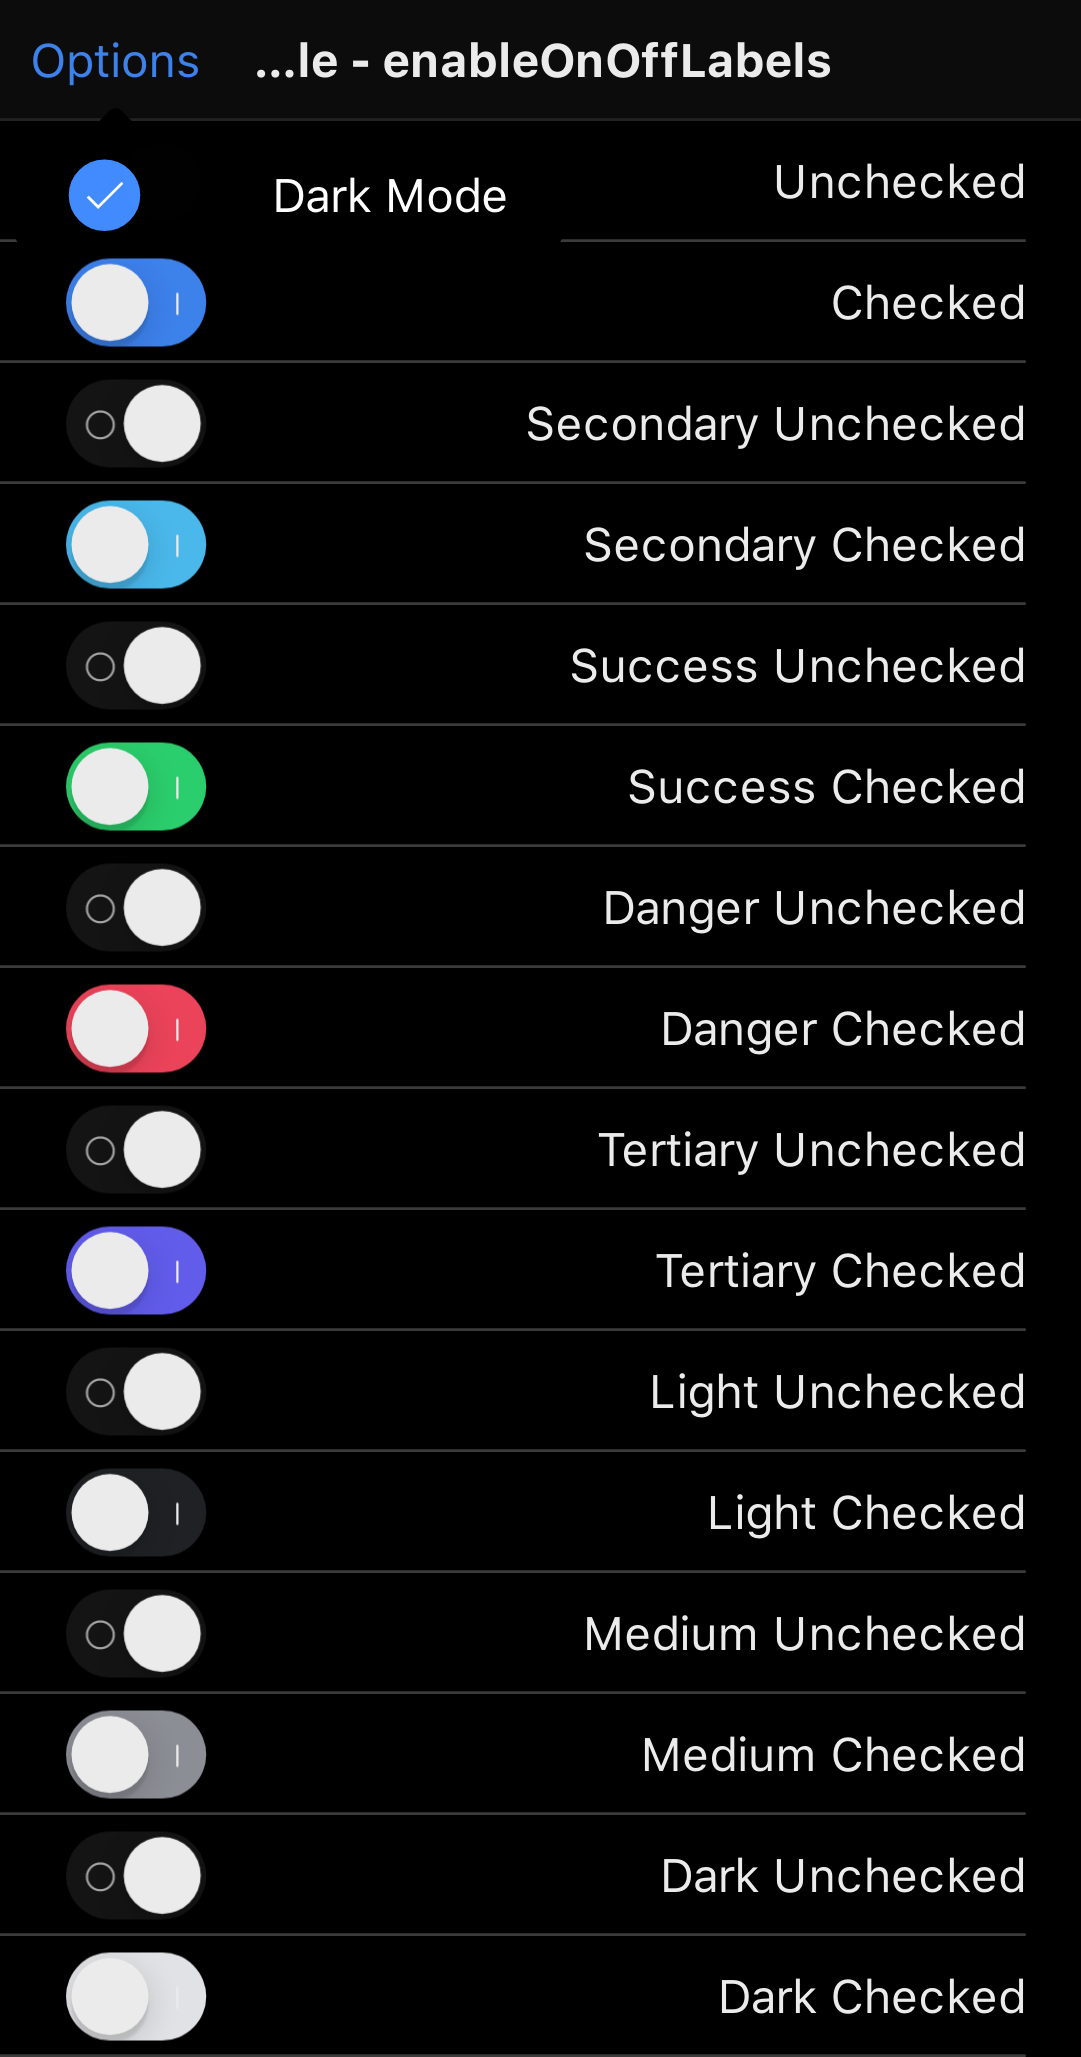 Options
...le - enableOnOffLabels
Dark Mode
Unchecked
Checked
Secondary Unchecked
Secondary Checked
Success Unchecked
Success Checked
Danger Unchecked
Danger Checked
Tertiary Unchecked
Tertiary Checked
Light Unchecked
Light Checked
Medium Unchecked
Medium Checked
Dark Unchecked
Dark Checked